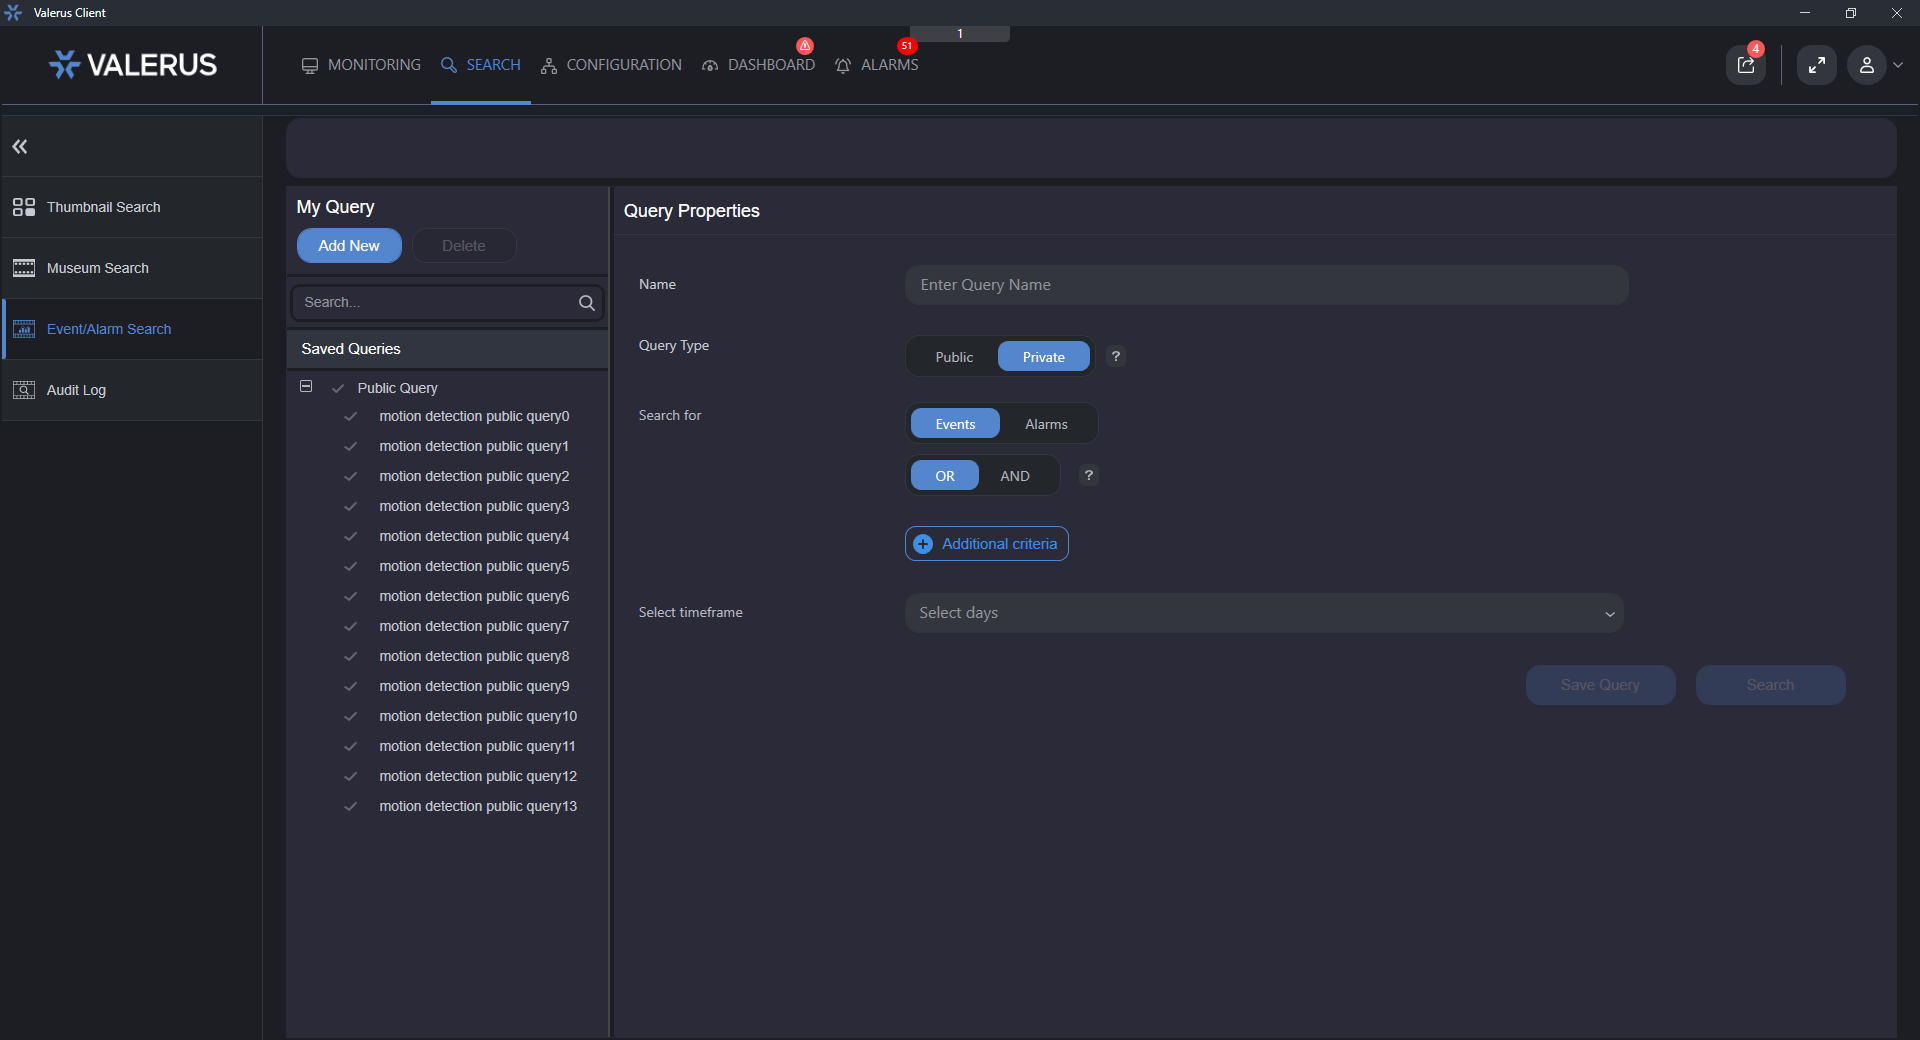 Valerus Client
VALERUS
MONITORING
SEARCH
CONFIGURATION
DASHBOARD
51
ALARMS
1
4
Thumbnail Search
Museum Search
Event/Alarm Search
Audit Log
My Query
Add New
Delete
Search...
Saved Queries
Public Query
motion detection public query0
motion detection public query1
motion detection public query2
motion detection public query3
motion detection public query4
motion detection public query5
motion detection public query6
motion detection public query7
motion detection public query8
motion detection public query9
motion detection public query10
motion detection public query11
motion detection public query12
motion detection public query13
Query Properties
Name
Enter Query Name
Query Type
Public
Private
?
Search for
Events
Alarms
OR
AND
?
Additional criteria
Select timeframe
Select days
Save Query
Search